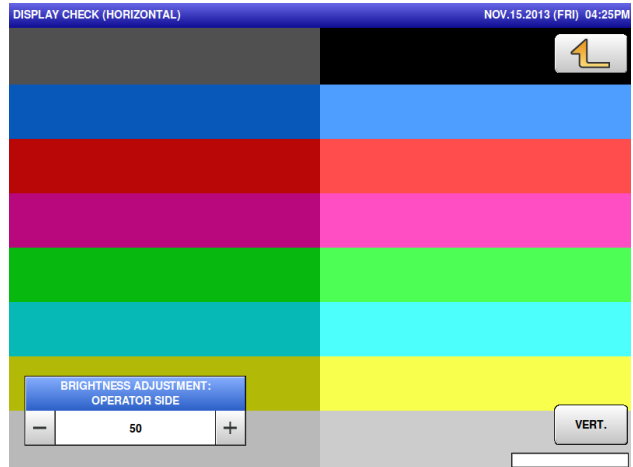 DISPLAY CHECK (HORIZONTAL) NOV.15.2013 (FRI) 04:25PM
BRIGHTNESS ADJUSTMENT:
OPERATOR SIDE
− 50 +
VERT.